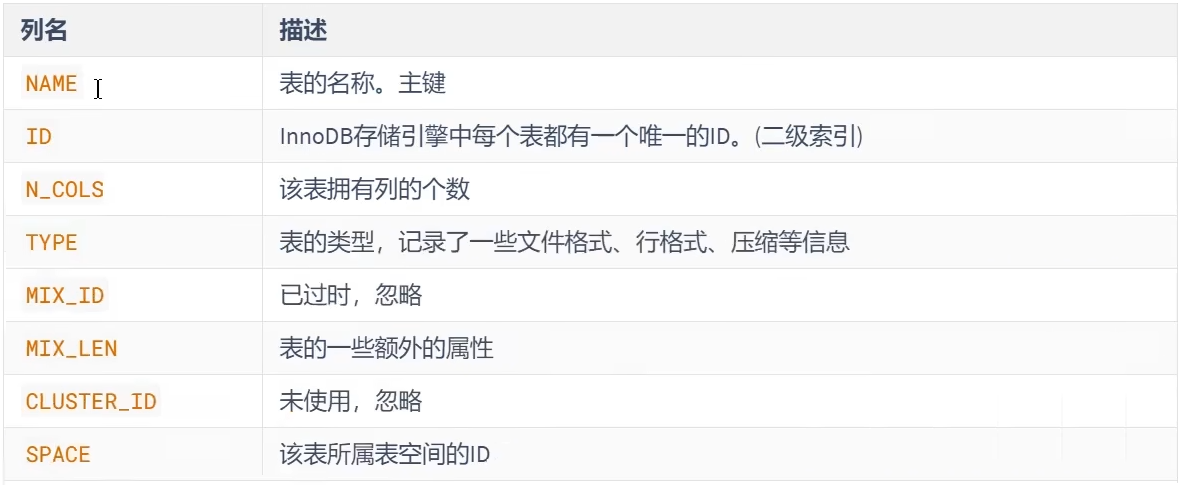 列名 描述
NAME 表的名称。主键
ID InnoDB存储引擎中每个表都有一个唯一的ID。(二级索引)
N_COLS 该表拥有列的个数
TYPE 表的类型，记录了一些文件格式、行格式、压缩等信息
MIX_ID 已过时，忽略
MIX_LEN 表的一些额外的属性
CLUSTER_ID 未使用，忽略
SPACE 该表所属表空间的ID